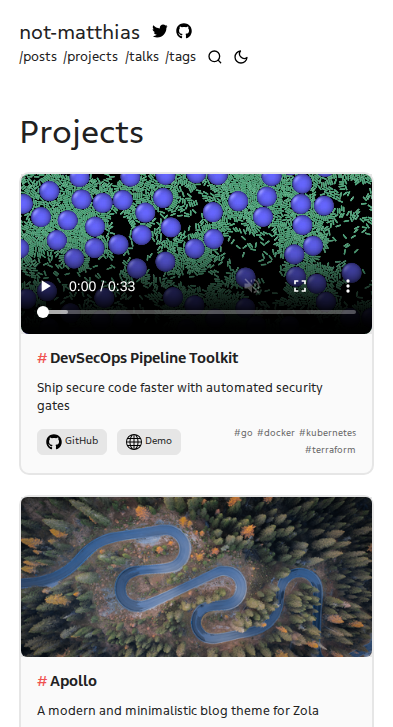 not-matthias
/posts /projects /talks /tags
Projects
0:00 / 0:33
# DevSecOps Pipeline Toolkit
Ship secure code faster with automated security
gates
GitHub Demo #go #docker #kubernetes
#terraform
# Apollo
A modern and minimalistic blog theme for Zola